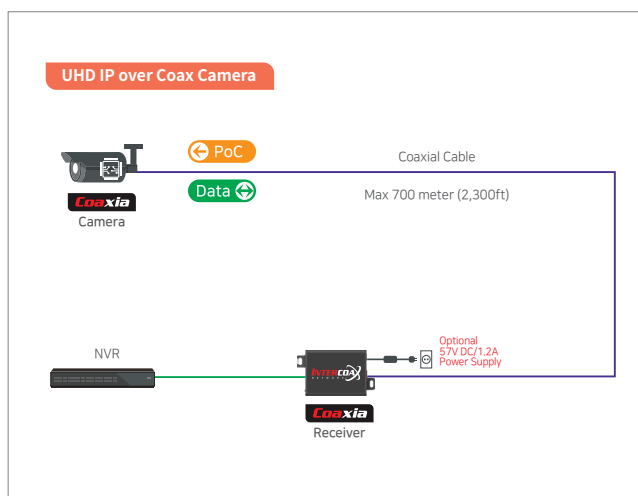 UHD IP over Coax Camera
PoC
Coaxial Cable
Data
Max 700 meter (2,300ft)
Coaxia
Camera
NVR
Optional
57V DC/1.2A
Power Supply
INTERCOAX
NETWORK
Coaxia
Receiver